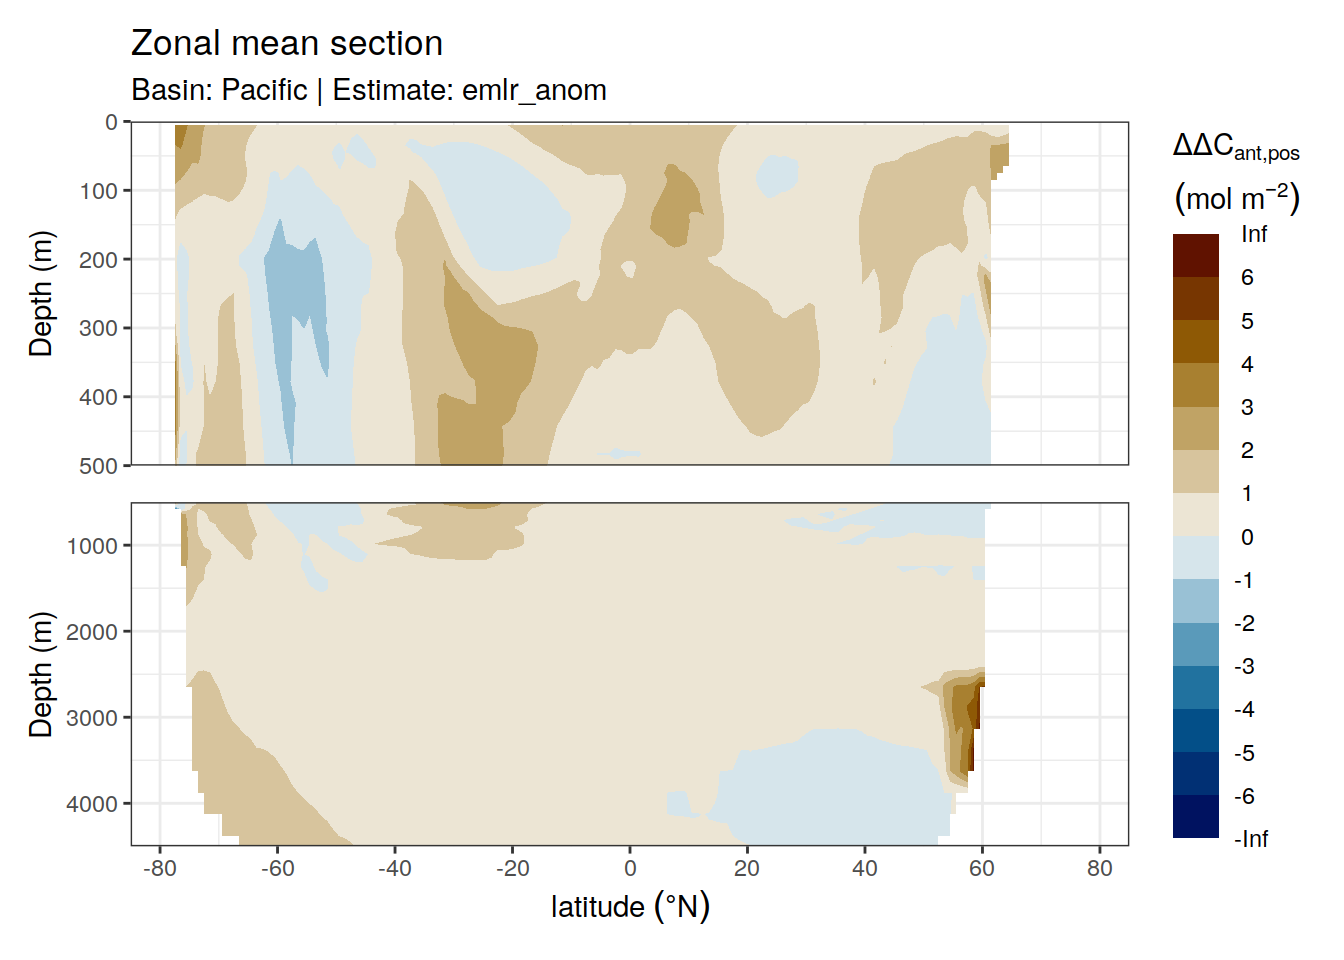 Zonal mean section
Basin: Pacific | Estimate: emlr_anom
0
100
200
300
400
500
Depth (m)
1000
2000
3000
4000
Depth (m)
-80 -60 -40 -20 0 20 40 60 80
latitude (°N)
ΔΔCant,pos
(mol m−2)
Inf
6
5
4
3
2
1
0
-1
-2
-3
-4
-5
-6
-Inf